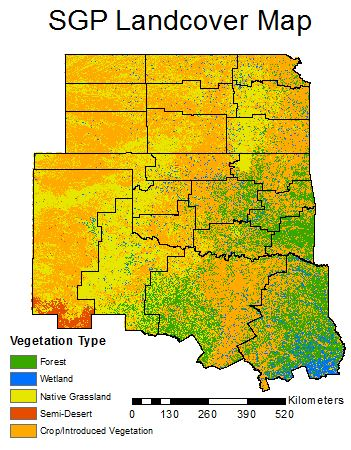 SGP Landcover Map
Vegetation Type
Forest
Wetland
Native Grassland
Semi-Desert
Crop/Introduced Vegetation
Kilometers
0 130 260 390 520